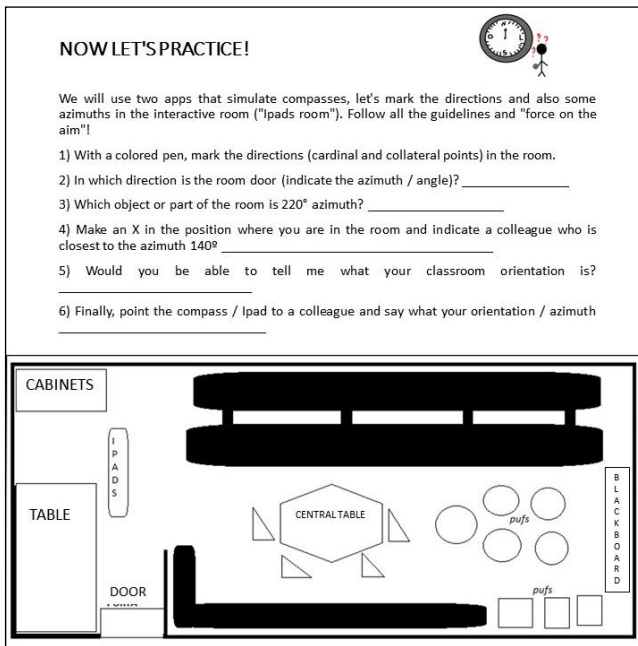 NOW LET'S PRACTICE!
We will use two apps that simulate compasses, let's mark the directions and also some
azimuths in the interactive room ("Ipads room"). Follow all the guidelines and "force on the
aim"!
1) With a colored pen, mark the directions (cardinal and collateral points) in the room.
2) In which direction is the room door (indicate the azimuth / angle)?
3) Which object or part of the room is 220° azimuth?
4) Make an X in the position where you are in the room and indicate a colleague who is
closest to the azimuth 140º
5) Would you be able to tell me what your classroom orientation is?
6) Finally, point the compass / Ipad to a colleague and say what your orientation / azimuth
CABINETS
IPADS
TABLE
CENTRAL TABLE
pufs
BLACKBOARD
DOOR
pufs